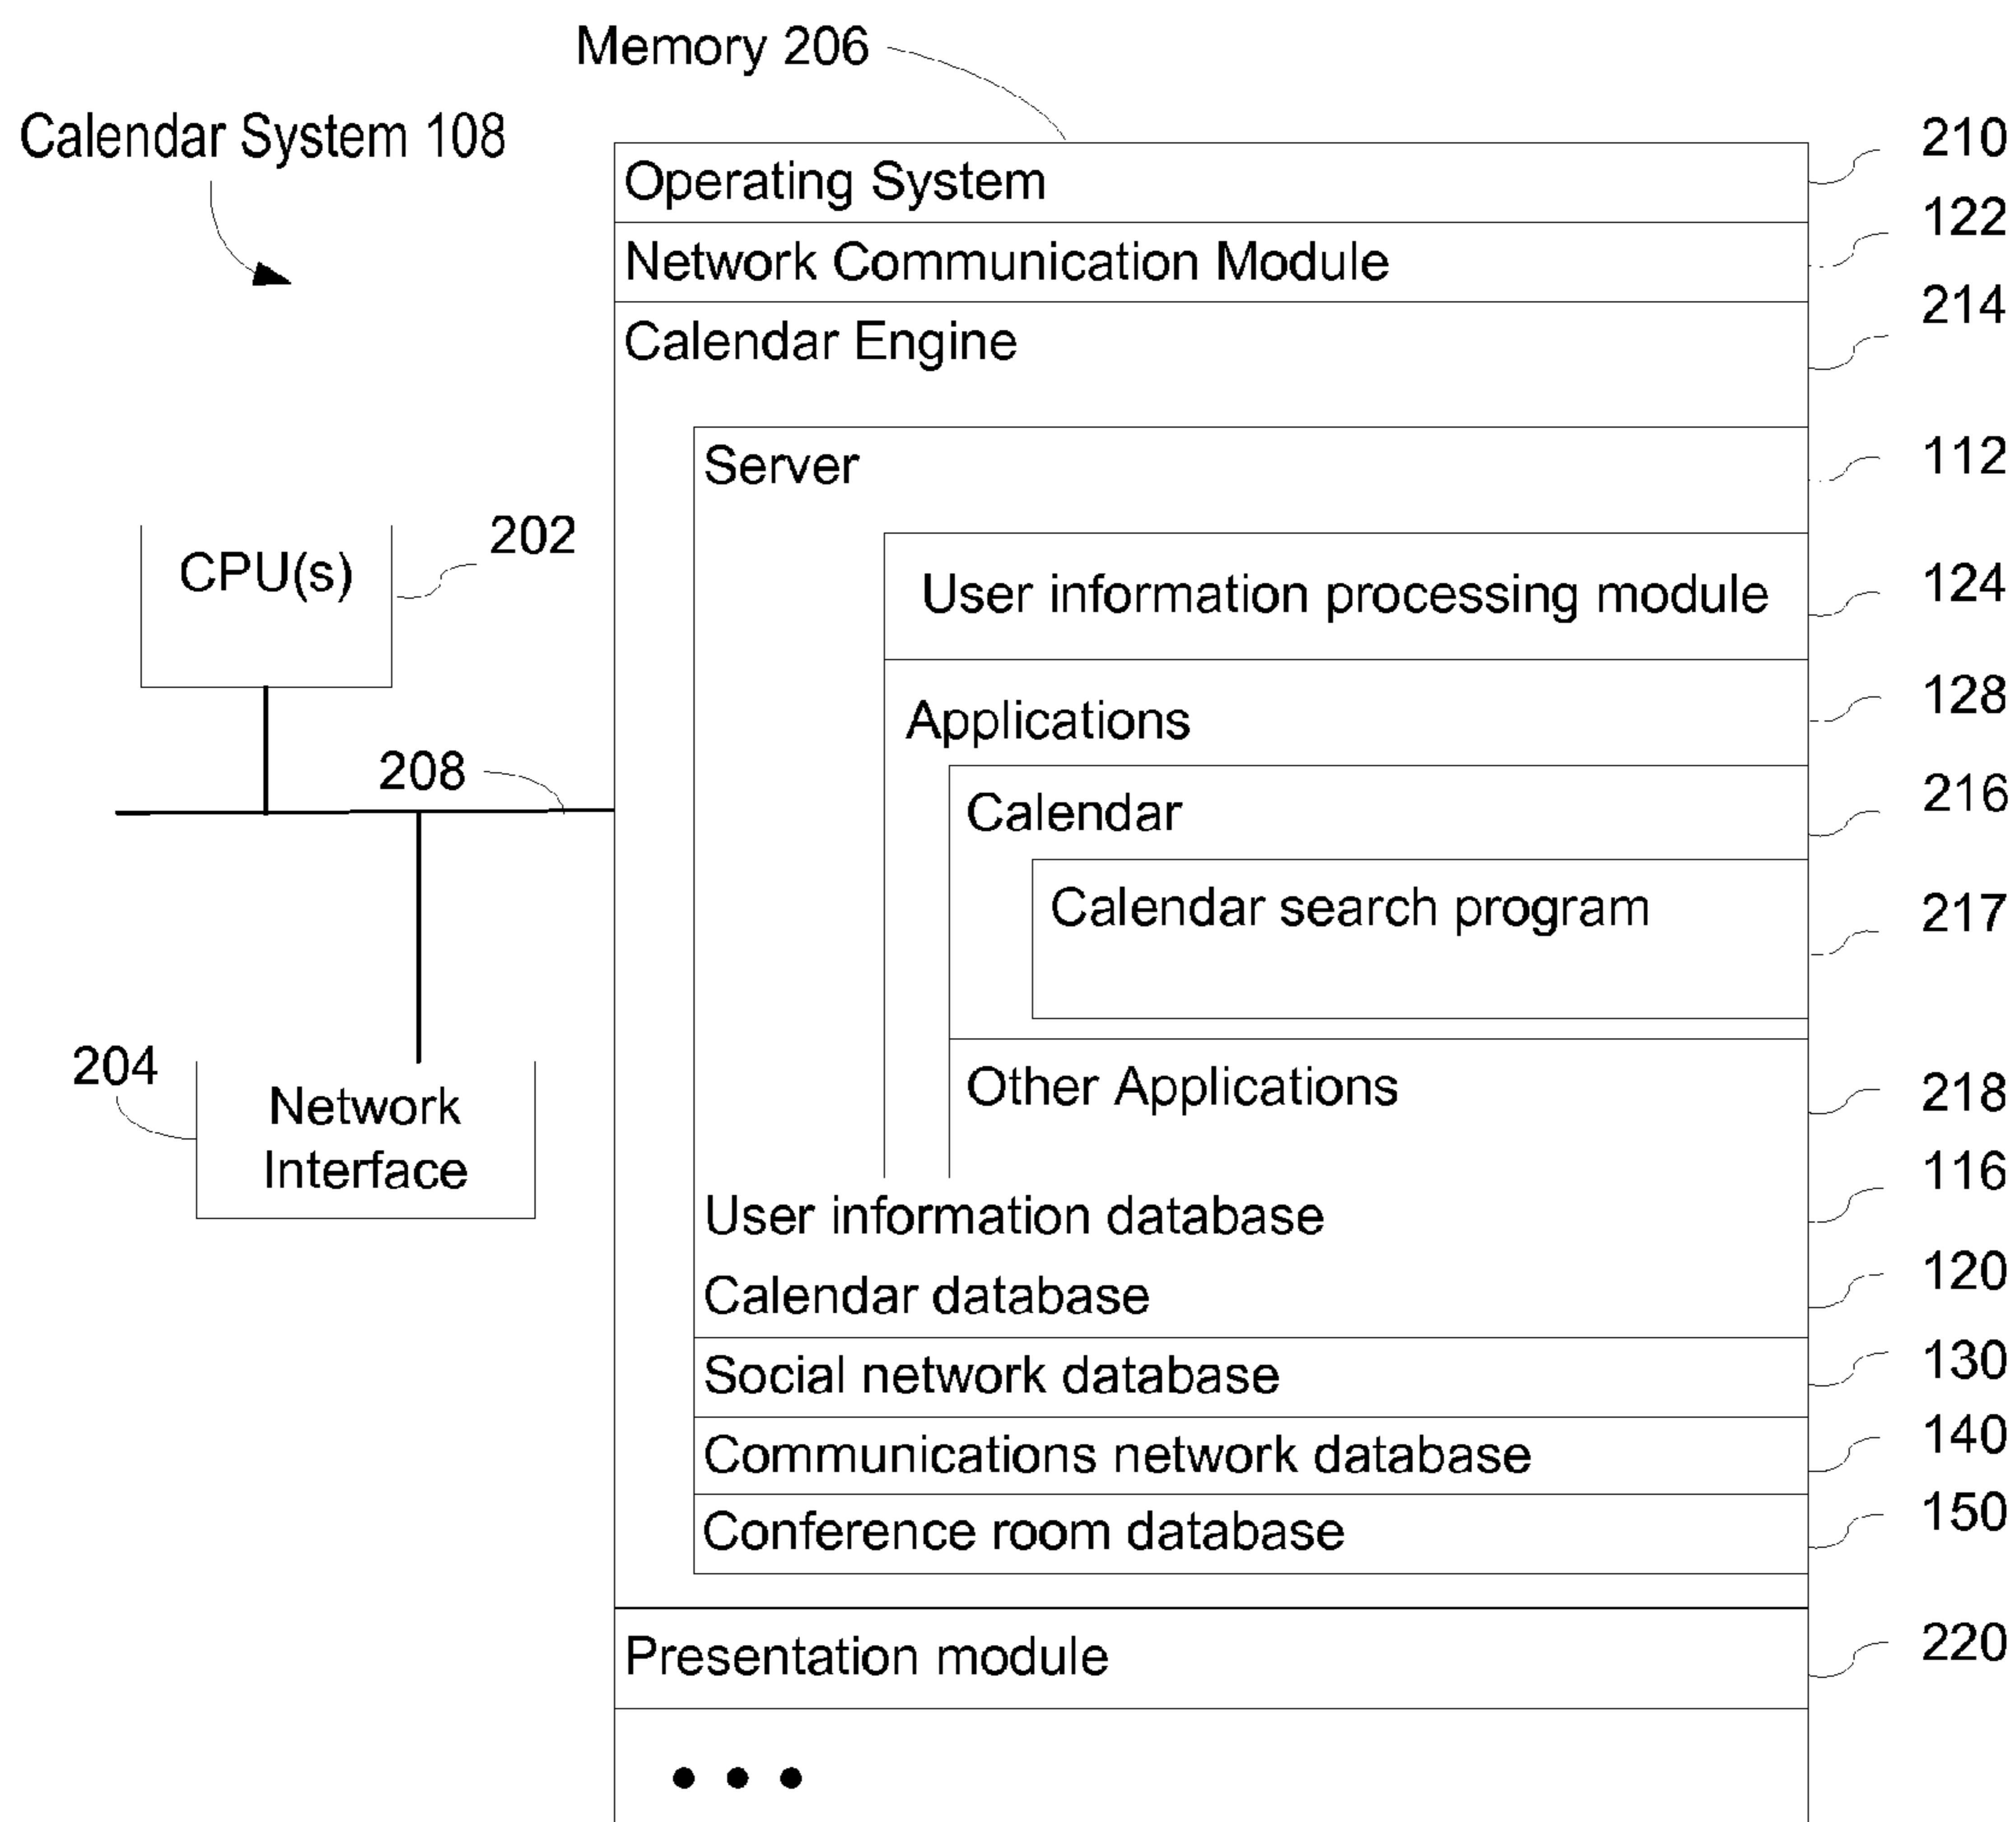 Memory 206
Calendar System 108
Operating System 210
Network Communication Module 122
Calendar Engine 214
Server 112
CPU(s) 202
User information processing module 124
Applications 128
208
Calendar 216
Calendar search program 217
204
Network
Interface
Other Applications 218
User information database 116
Calendar database 120
Social network database 130
Communications network database 140
Conference room database 150
Presentation module 220